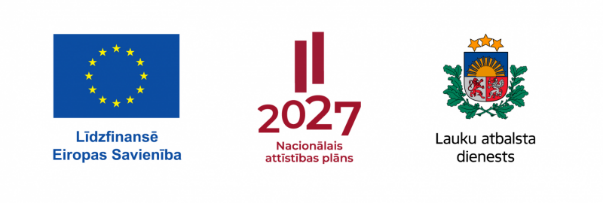 Līdzfinansē
Eiropas Savienība
2027
Nacionālais
attīstības plāns
Lauku atbalsta
dienests